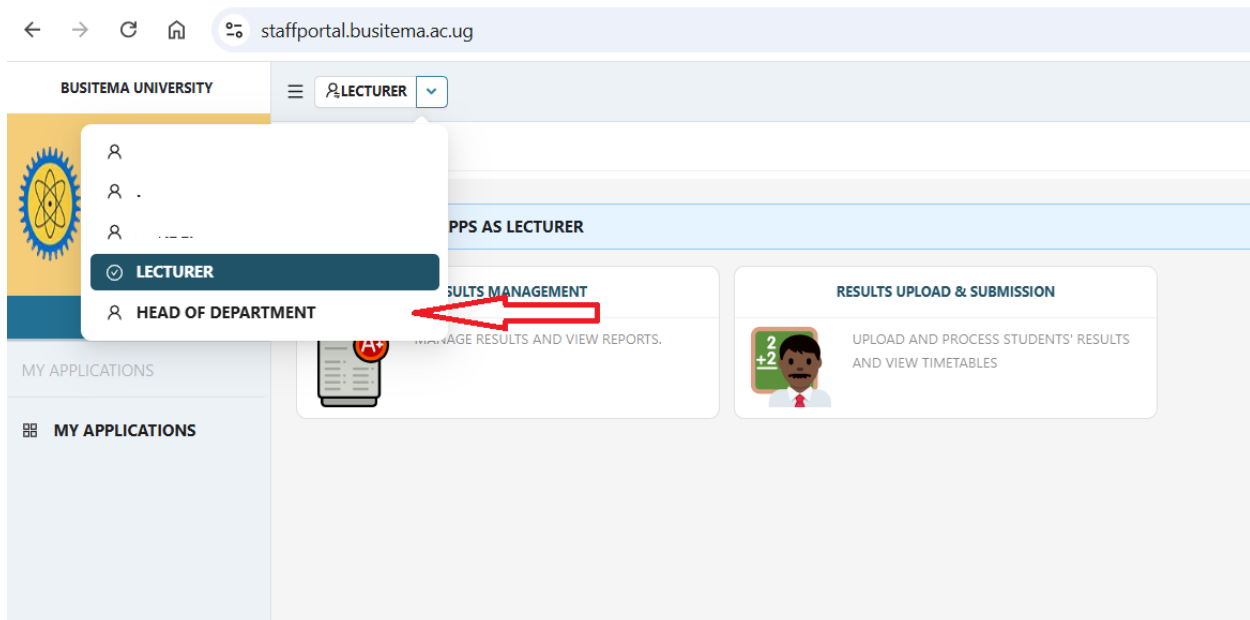 staffportal.busitema.ac.ug
BUSITEMA UNIVERSITY
LECTURER
LECTURER
HEAD OF DEPARTMENT
PPS AS LECTURER
SULTS MANAGEMENT
MANAGE RESULTS AND VIEW REPORTS.
A+
RESULTS UPLOAD & SUBMISSION
2
+2
UPLOAD AND PROCESS STUDENTS' RESULTS
AND VIEW TIMETABLES
MY APPLICATIONS
MY APPLICATIONS